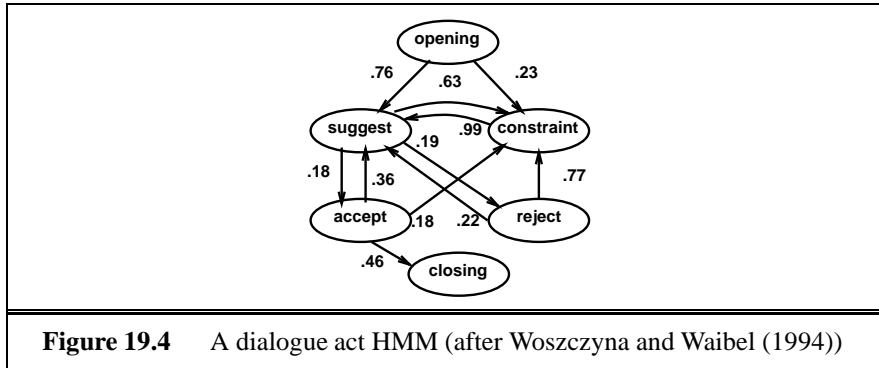 opening
.76
.63
.23
suggest
.99
constraint
.19
.18
.36
.77
accept
.18
.22
reject
.46
closing
Figure 19.4 A dialogue act HMM (after Woszczyna and Waibel (1994))